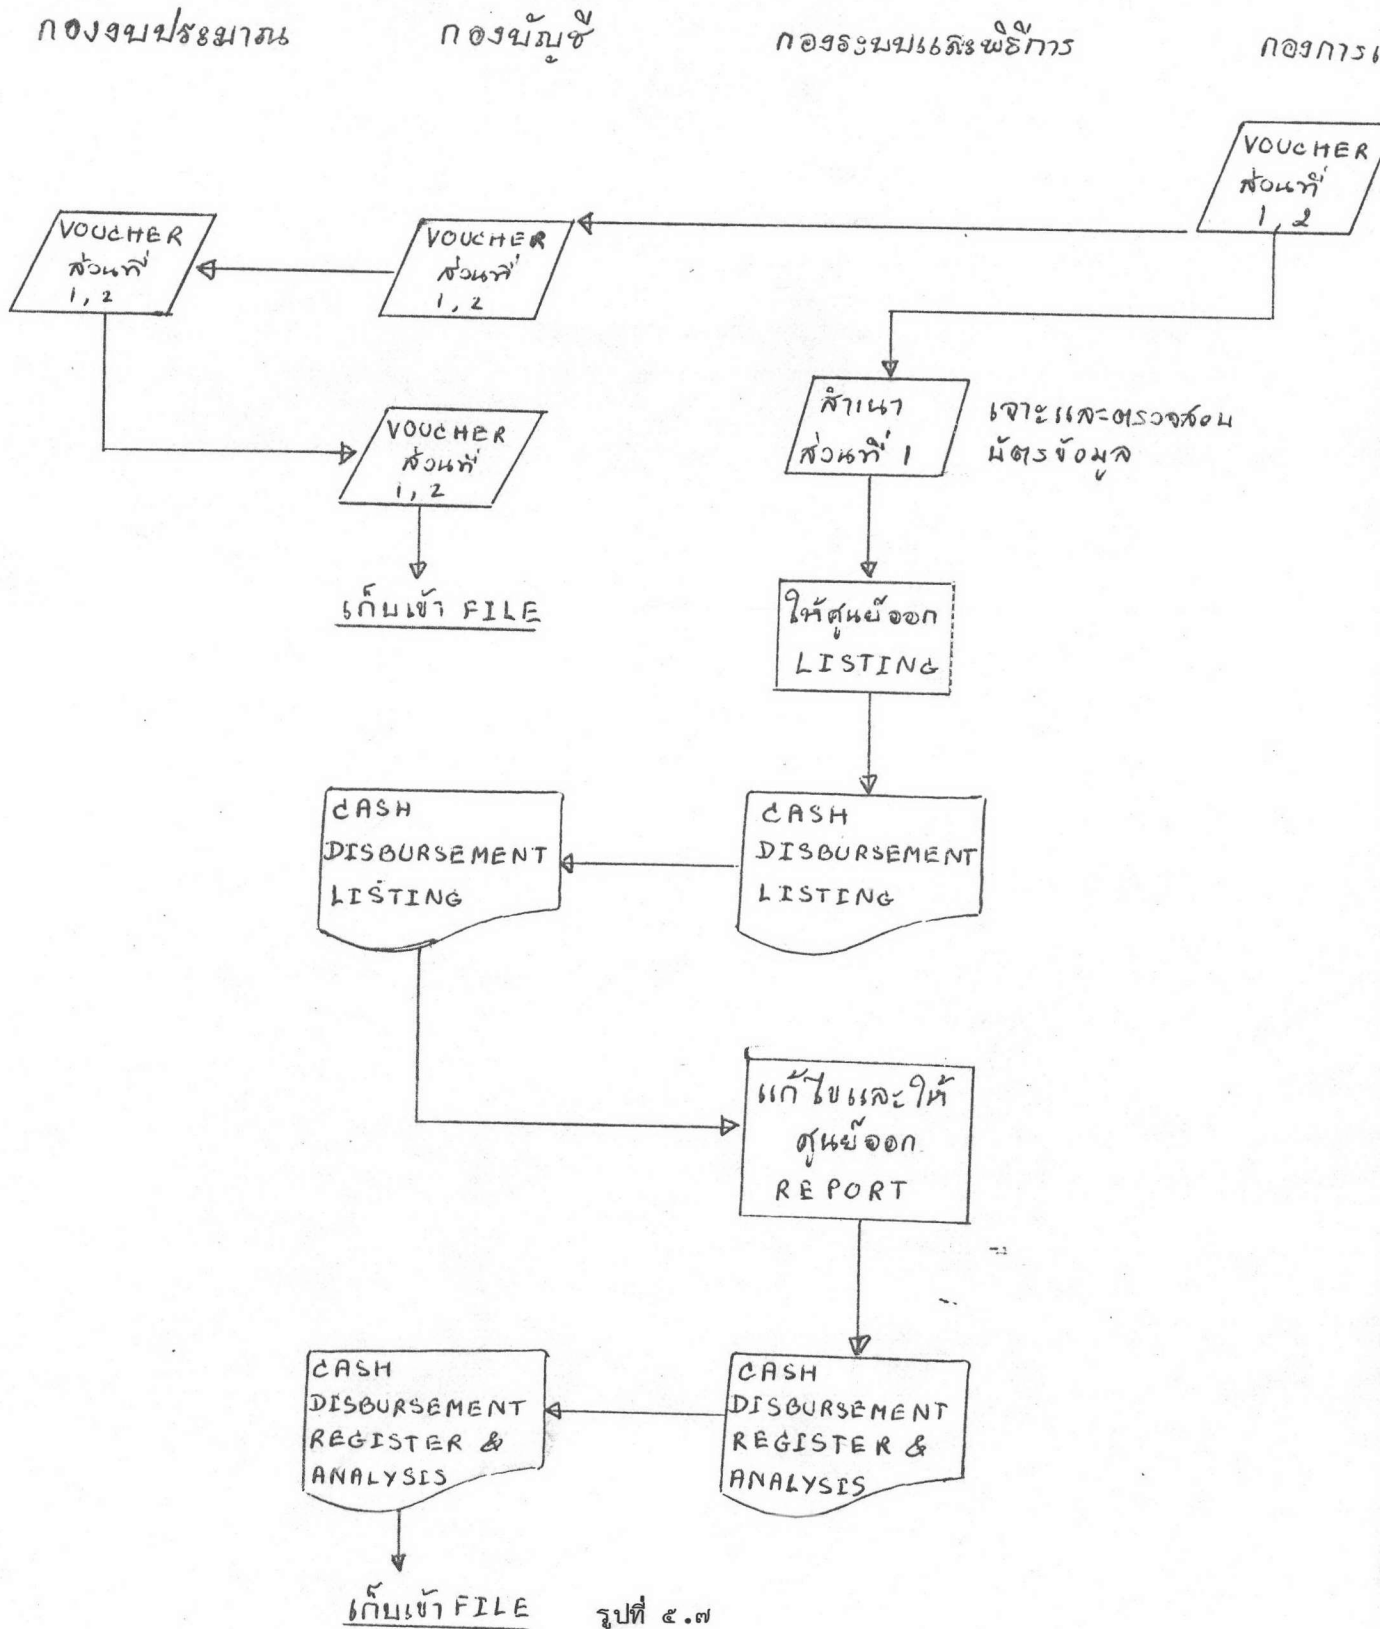 กองงบประมาณ
กองบัญชี
กองระบบและพิธีการ
กองการเ
VOUCHER
ส่วนที่
1, 2
VOUCHER
ส่วนที่
1, 2
VOUCHER
ส่วนที่
1, 2
สำเนา
ส่วนที่ 1
เจาะและตรวจสอบ
บัตรข้อมูล
VOUCHER
ส่วนที่
1, 2
เก็บเข้า FILE
ให้ศูนย์ออก
LISTING
CASH
DISBURSEMENT
LISTING
CASH
DISBURSEMENT
LISTING
แก้ไขและให้
ศูนย์ออก
REPORT
CASH
DISBURSEMENT
REGISTER &
ANALYSIS
CASH
DISBURSEMENT
REGISTER &
ANALYSIS
เก็บเข้า FILE
รูปที่ ๕.๗